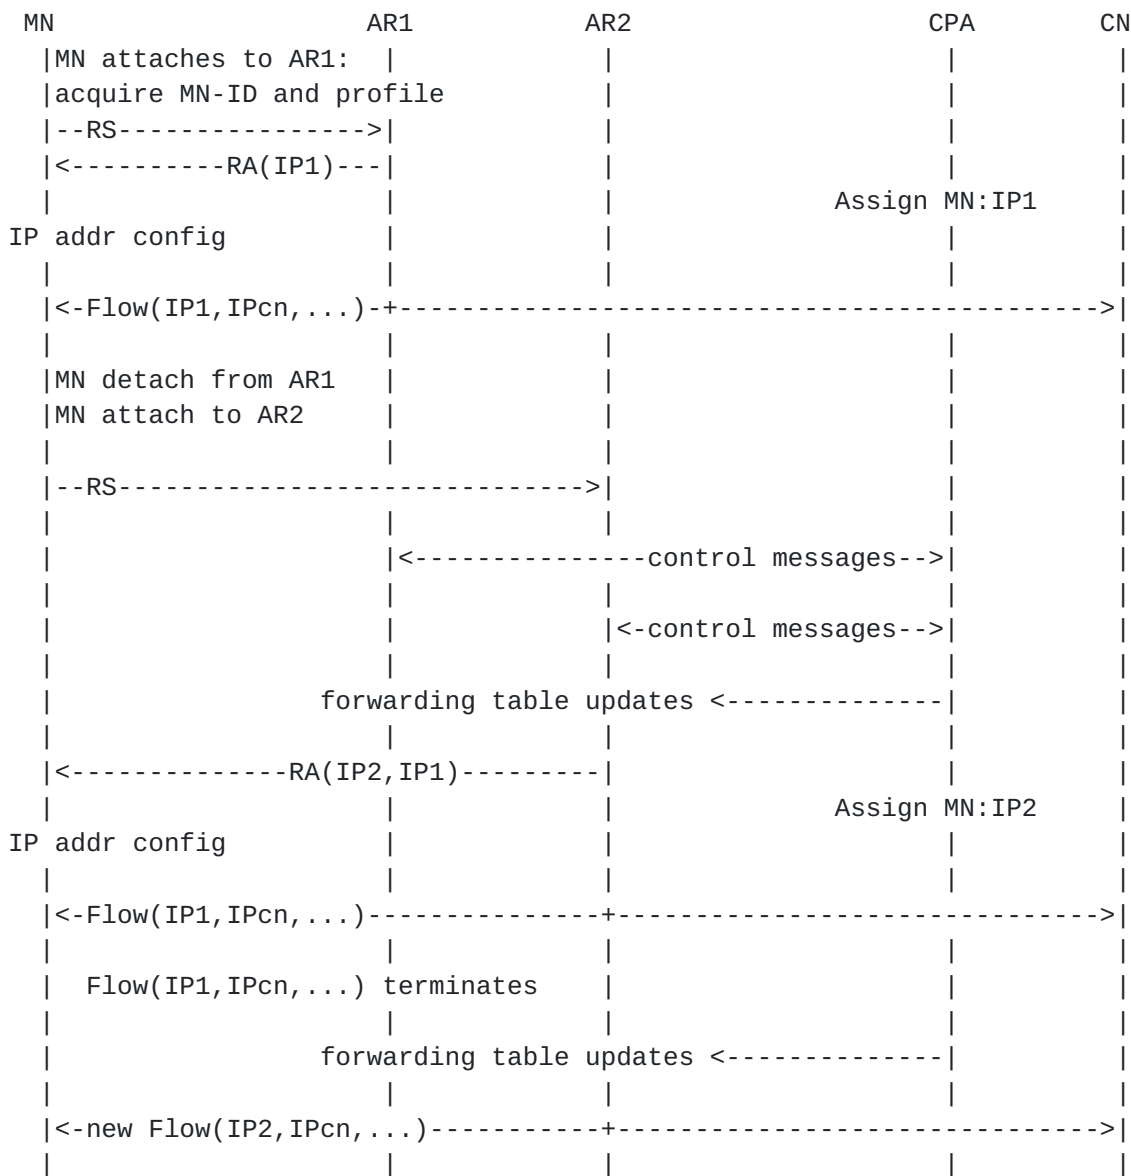 MN AR1 AR2 CPA CN
|MN attaches to AR1: | | | |
|acquire MN-ID and profile | | |
|--RS---------------->| | | |
|<----------RA(IP1)---| | | |
| | | Assign MN:IP1 |
IP addr config | | | |
| | | | |
|<-Flow(IP1,IPcn,...)-+--------------------------------------------->|
| | | | |
|MN detach from AR1 | | | |
|MN attach to AR2 | | | |
| | | | |
|--RS------------------------------>| | |
| | | | |
| |<---------------control messages-->| |
| | | | |
| | |<-control messages-->| |
| | | | |
| forwarding table updates <--------------| |
| | | | |
|<---------------RA(IP2,IP1)---------| | |
| | | Assign MN:IP2 |
IP addr config | | | |
| | | | |
|<-Flow(IP1,IPcn,...)---------------+------------------------------->|
| | | | |
| Flow(IP1,IPcn,...) terminates | | |
| | | | |
| forwarding table updates <--------------| |
| | | | |
|<-new Flow(IP2,IPcn,...)-----------+------------------------------->|
| | | | |